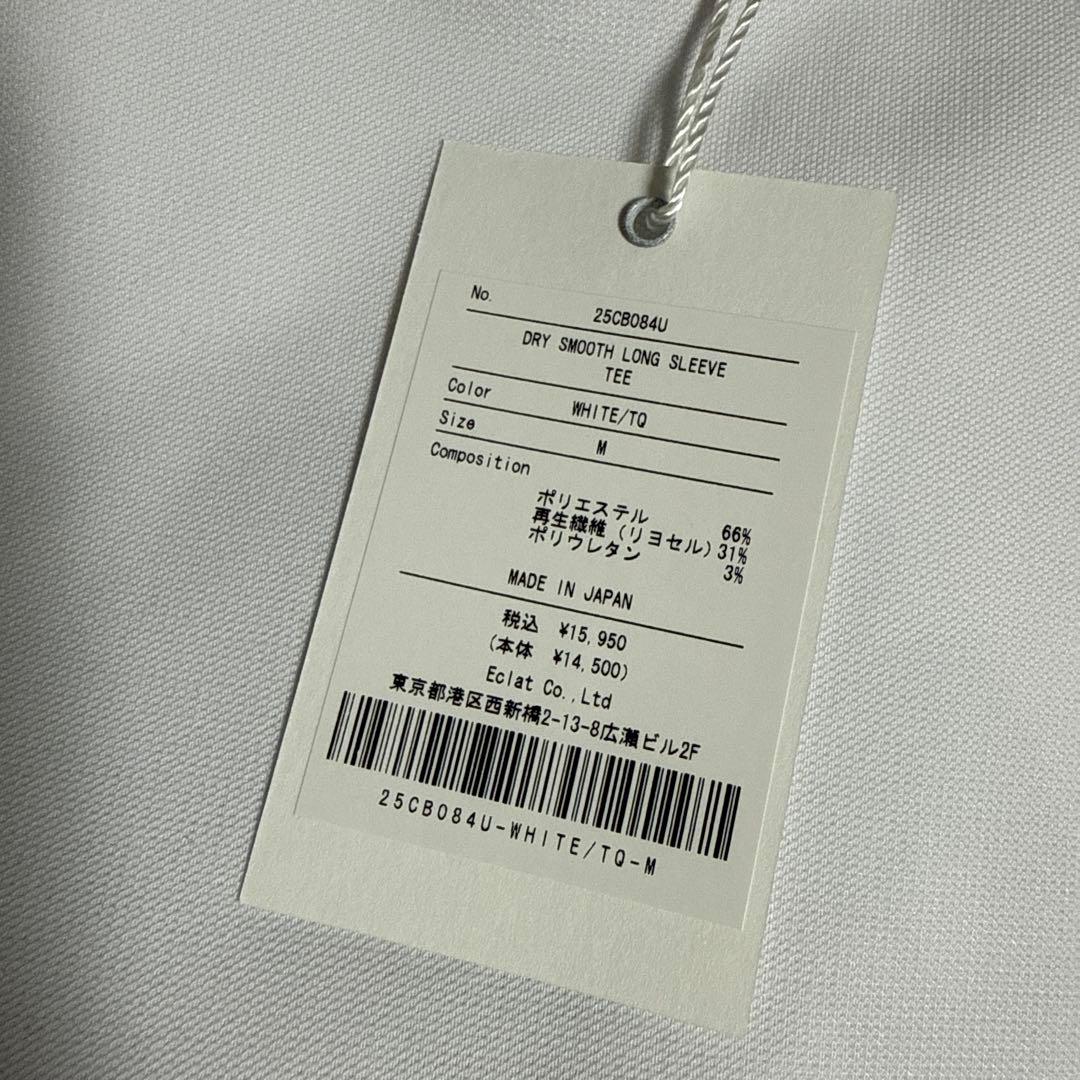 No. 25CB084U
DRY SMOOTH LONG SLEEVE
TEE
Color WHITE/TQ
Size M
Composition
ポリエステル 66%
再生繊維（リヨセル）31%
ポリウレタン 3%
MADE IN JAPAN
税込 ¥15,950
(本体 ¥14,500)
Eclat Co.,Ltd
東京都港区西新橋2-13-8広瀬ビル2F
25CB084U-WHITE/TQ-M